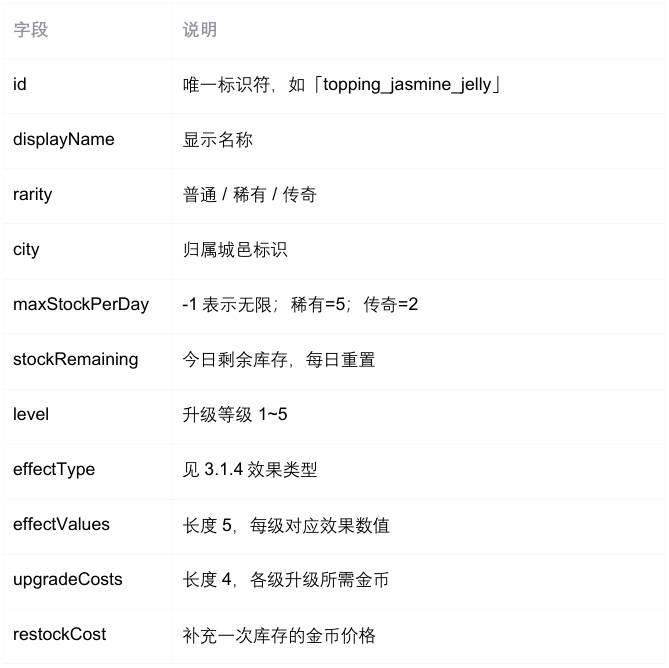 字段 说明
id 唯一标识符，如「topping_jasmine_jelly」
displayName 显示名称
rarity 普通 / 稀有 / 传奇
city 归属城邑标识
maxStockPerDay -1 表示无限；稀有=5；传奇=2
stockRemaining 今日剩余库存，每日重置
level 升级等级 1~5
effectType 见 3.1.4 效果类型
effectValues 长度 5，每级对应效果数值
upgradeCosts 长度 4，各级升级所需金币
restockCost 补充一次库存的金币价格